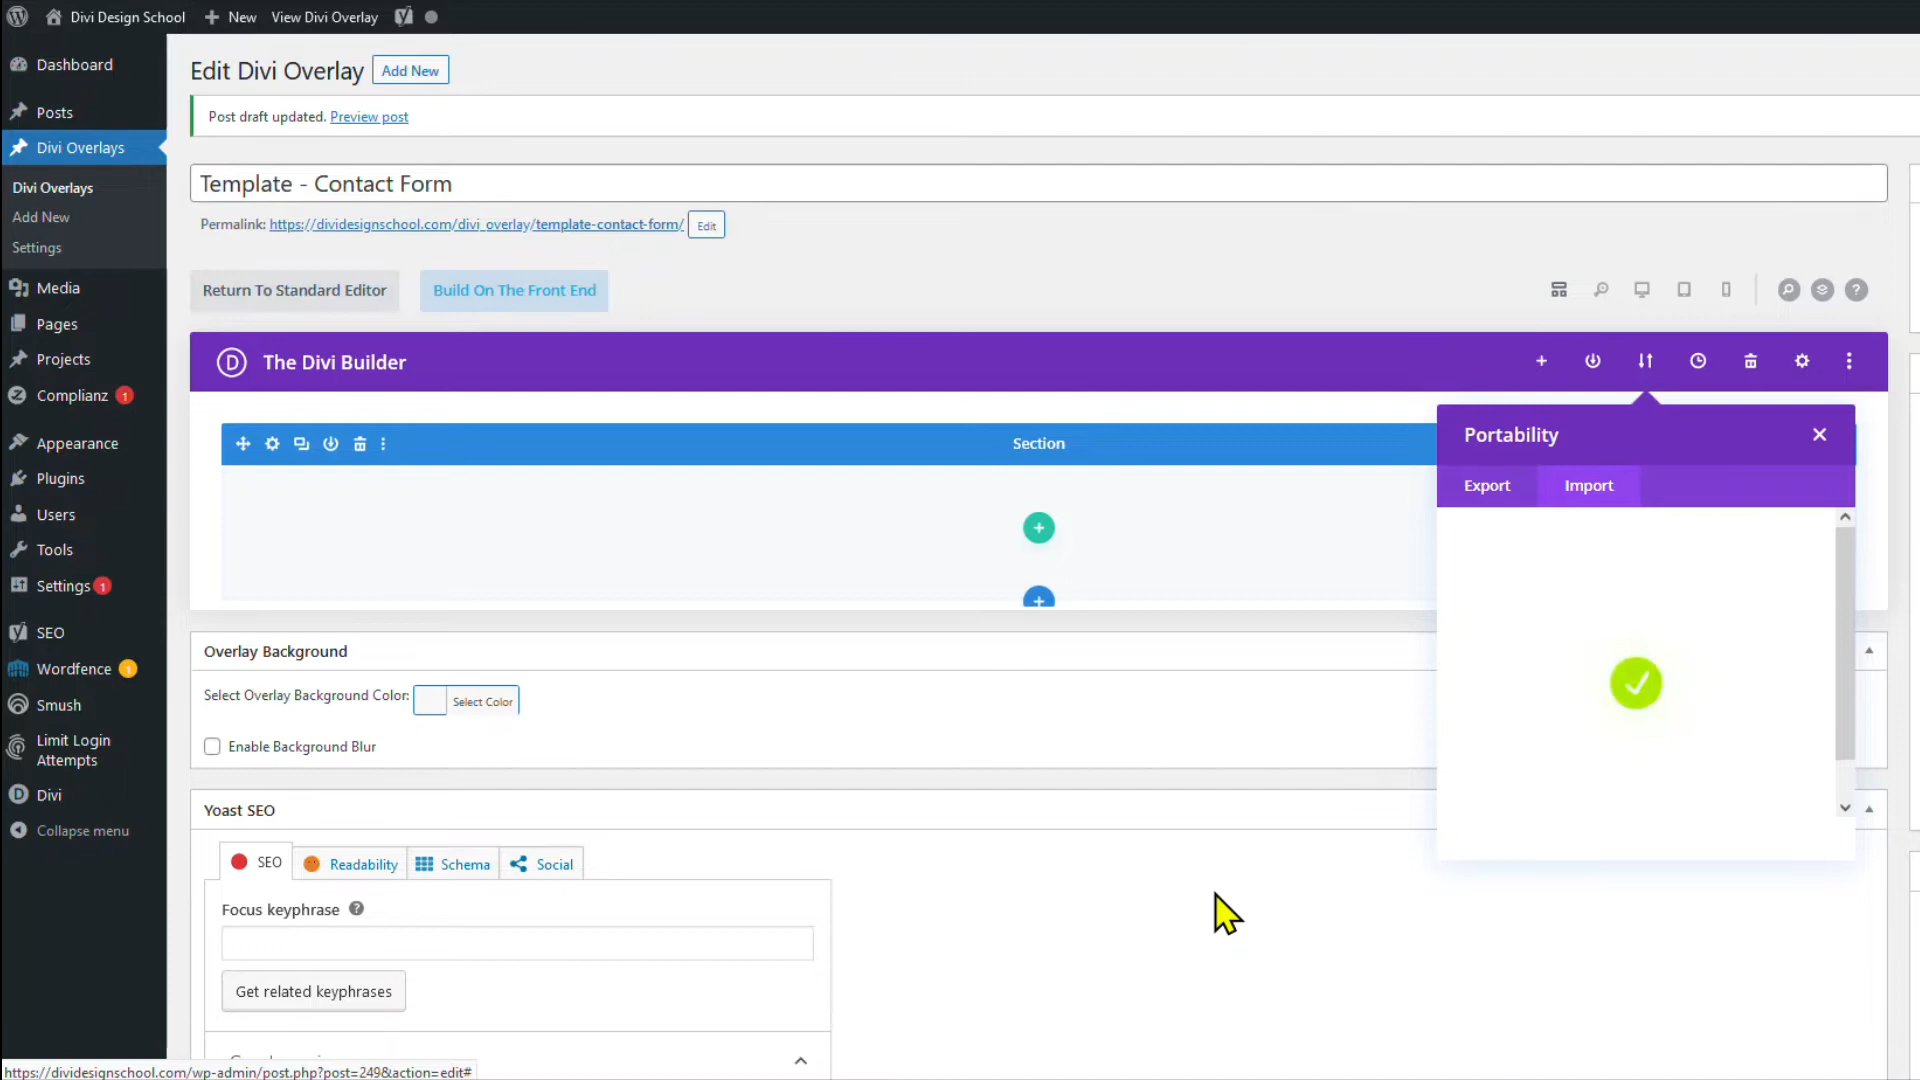 Divi Design School
New
View Divi Overlay
Dashboard
Posts
Divi Overlays
Divi Overlays
Add New
Settings
Media
Pages
Projects
Complianz 1
Appearance
Plugins
Users
Tools
Settings 1
SEO
Wordfence 1
Smush
Limit Login
Attempts
Divi
Collapse menu
Edit Divi Overlay
Add New
Post draft updated. Preview post
Template - Contact Form
Permalink: https://dividesignschool.com/divi_overlay/template-contact-form/ Edit
Return To Standard Editor
Build On The Front End
The Divi Builder
Section
Portability
Export
Import
Overlay Background
Select Overlay Background Color: Select Color
Enable Background Blur
Yoast SEO
SEO
Readability
Schema
Social
Focus keyphrase
Get related keyphrases
https://dividesignschool.com/wp-admin/post.php?post=249&action=edit#